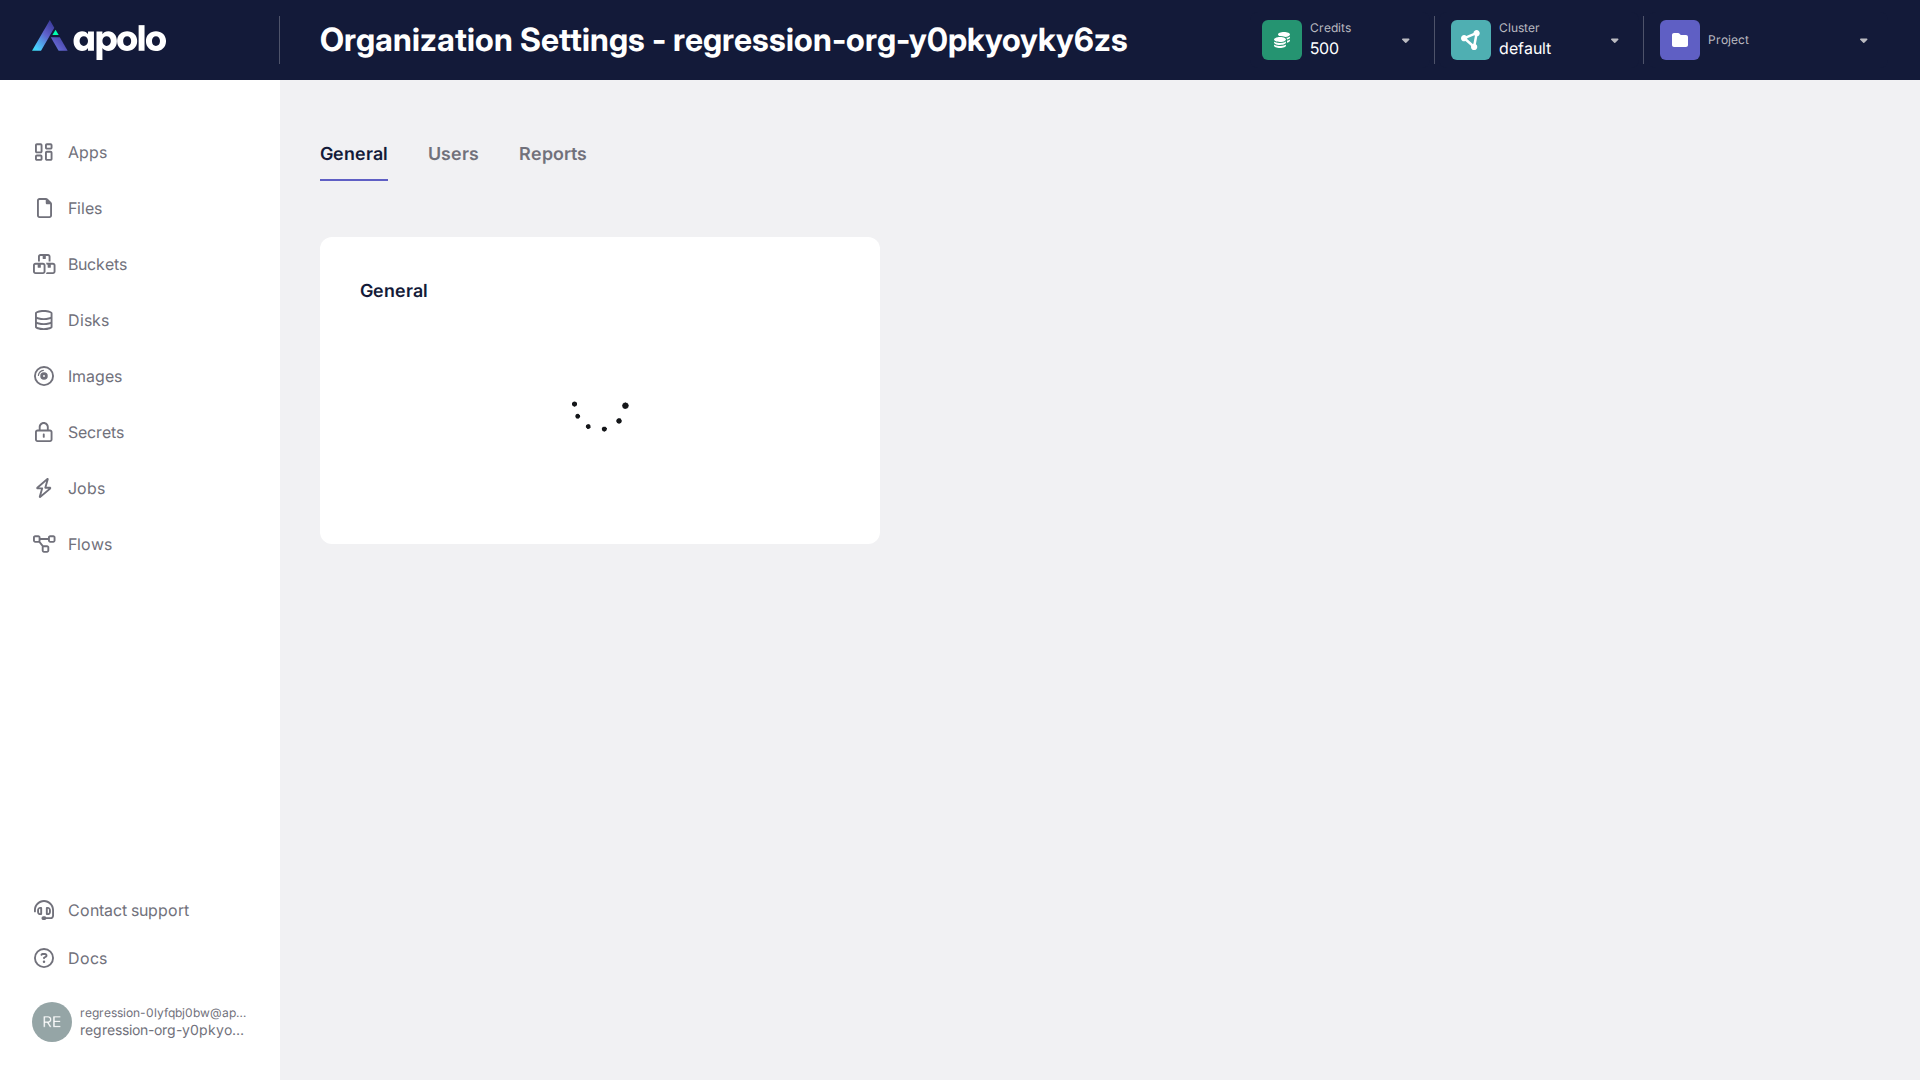 apolo
Organization Settings - regression-org-y0pkyoyky6zs
Credits
500
Cluster
default
Project
Apps
Files
Buckets
Disks
Images
Secrets
Jobs
Flows
General
Users
Reports
General
Contact support
Docs
RE
regression-0lyfqbj0bw@ap...
regression-org-y0pkyo...